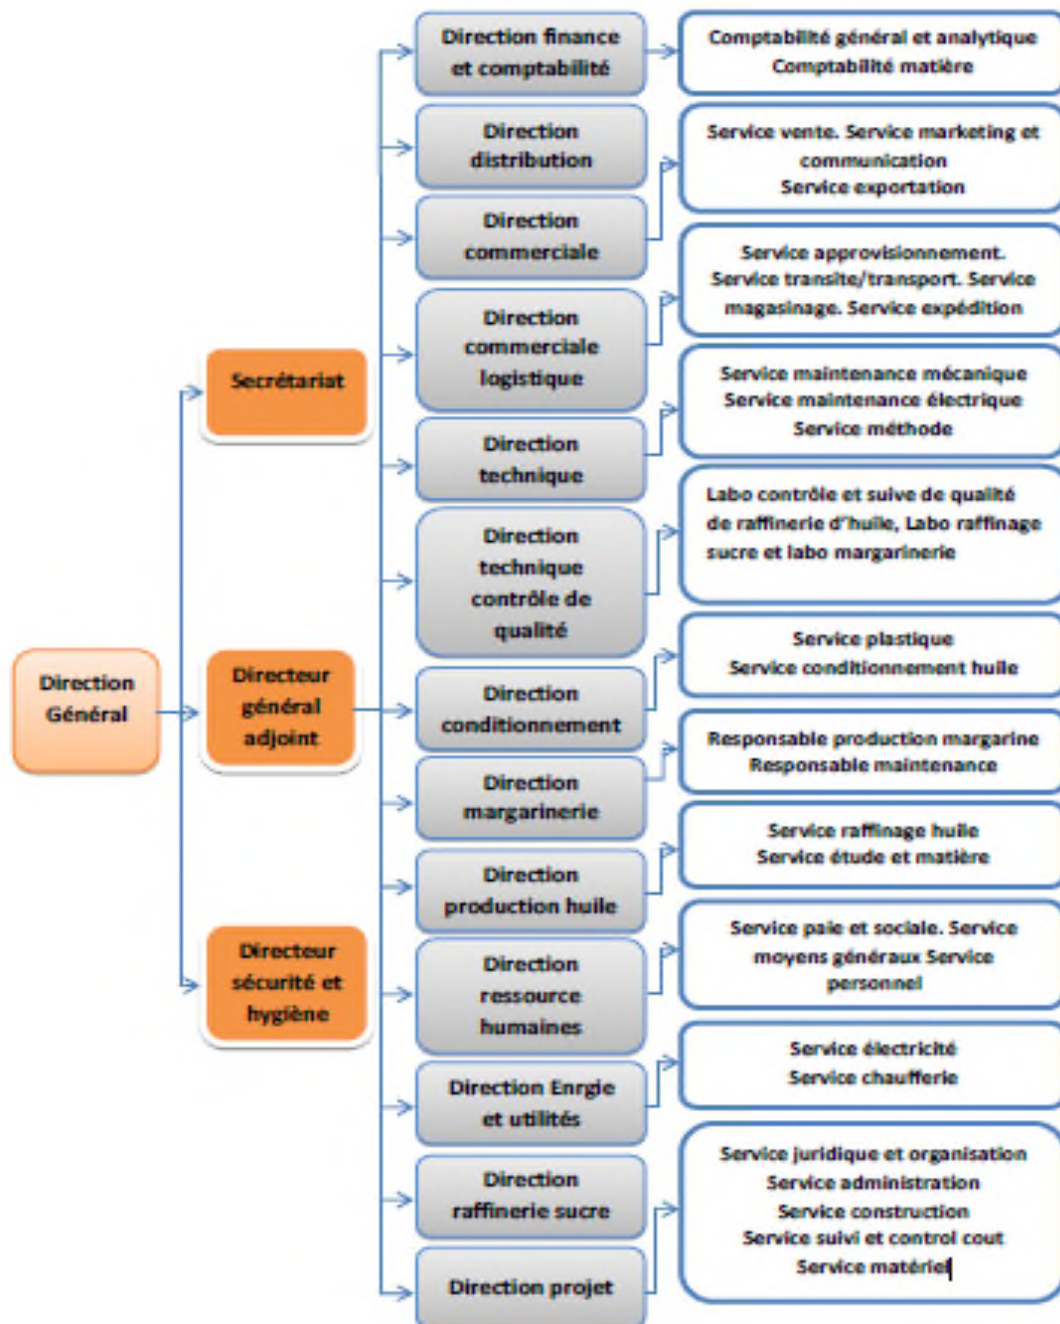 Direction
Général
Secrétariat
Directeur
général
adjoint
Directeur
sécurité et
hygiène
Direction finance
et comptabilité
Direction
distribution
Direction
commerciale
Direction
commerciale
logistique
Direction
technique
Direction
technique
contrôle de
qualité
Direction
conditionnement
Direction
margarinerie
Direction
production huile
Direction
ressource
humaines
Direction Enrgie
et utilités
Direction
raffinerie sucre
Direction projet
Comptabilité général et analytique
Comptabilité matière
Service vente. Service marketing et
communication
Service exportation
Service approvisionnement.
Service transite/transport. Service
magasinage. Service expédition
Service maintenance mécanique
Service maintenance électrique
Service méthode
Labo contrôle et suive de qualité
de raffinerie d'huile, Labo raffinage
sucre et labo margarinerie
Service plastique
Service conditionnement huile
Responsable production margarine
Responsable maintenance
Service raffinage huile
Service étude et matière
Service paie et sociale. Service
moyens généraux Service
personnel
Service électricité
Service chaufferie
Service juridique et organisation
Service administration
Service construction
Service suivi et control cout
Service matériel